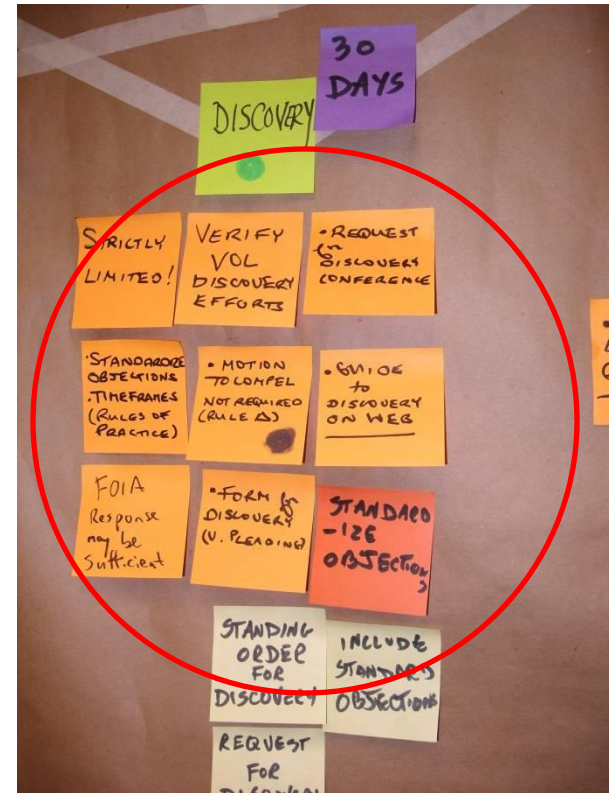 30
DAYS
DISCOVERY
STRICTLY
LIMITED!
VERIFY
VOL
DISCOVERY
EFFORTS
• REQUEST
for
DISCOVERY
CONFERENCE
• STANDARDIZE
OBJECTIONS
• TIMEFRAMES
(RULES OF
PRACTICE)
• MOTION
TO COMPEL
NOT REQUIRED
(RULE Δ)
• GUIDE
to
DISCOVERY
ON WEB
FOIA
Response
may be
Sufficient
• FORM for
DISCOVERY
(V. PLEADING)
STANDARD
-IZE
OBJECTIONS
STANDING
ORDER
FOR
DISCOVERY
INCLUDE
STANDARD
OBJECTIONS
REQUEST
FOR